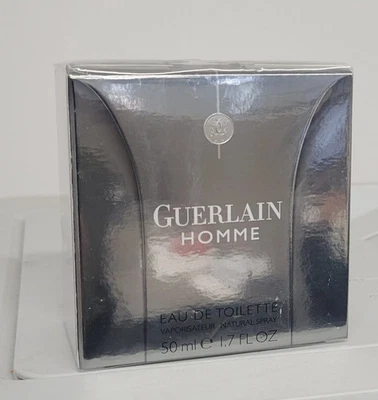 GUERLAIN
HOMME
EAU DE TOILETTE
VAPORISATEUR NATURAL SPRAY
50 ml ℮ 1.7 FL OZ